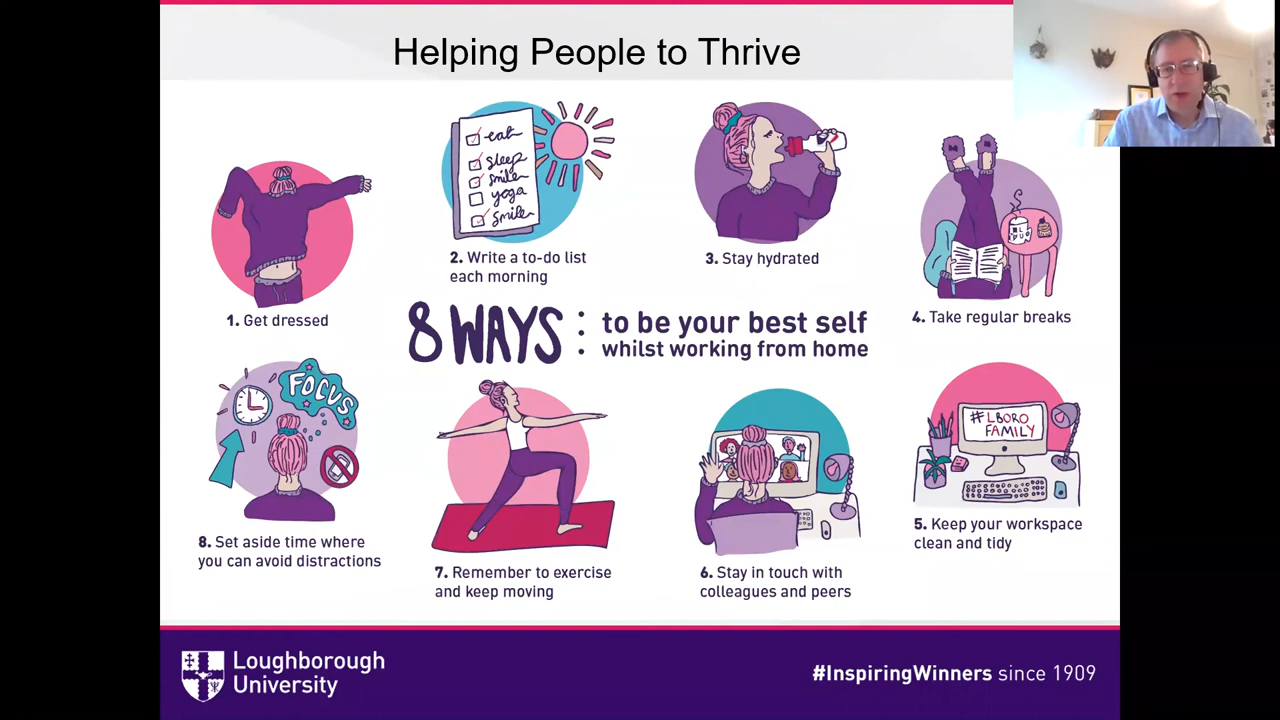 Helping People to Thrive
eat
sleep
smile
yoga
smile
1. Get dressed
2. Write a to-do list
each morning
3. Stay hydrated
4. Take regular breaks
8 WAYS:
to be your best self
whilst working from home
FOCUS
#LBORO
FAMILY
8. Set aside time where
you can avoid distractions
7. Remember to exercise
and keep moving
6. Stay in touch with
colleagues and peers
5. Keep your workspace
clean and tidy
Loughborough
University
#InspiringWinners since 1909